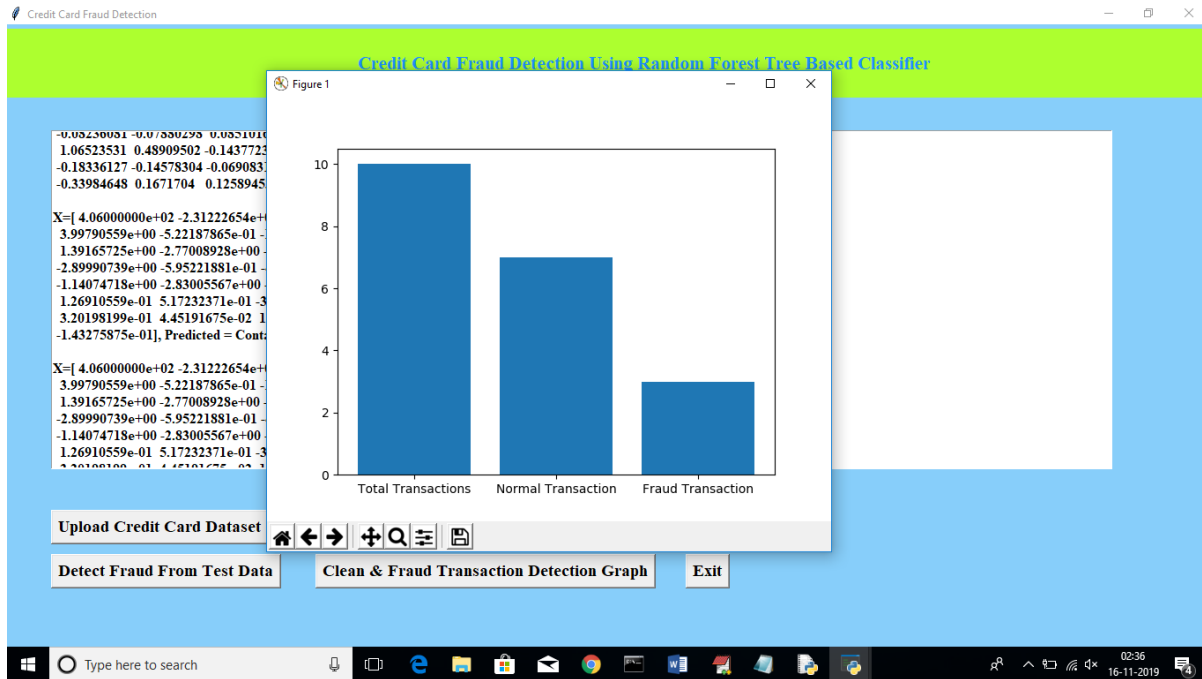 Credit Card Fraud Detection
Credit Card Fraud Detection Using Random Forest Tree Based Classifier
Figure 1
-0.08236081 -0.07880298 0.0851016
1.06523531 0.48909502 -0.1437723
-0.18336127 -0.14578304 -0.069083
-0.33984648 0.1671704 0.1258945
X=[ 4.06000000e+02 -2.31222654e+
3.99790559e+00 -5.22187865e-01 -
1.39165725e+00 -2.77008928e+00 -
-2.89990739e+00 -5.95221881e-01 -
-1.14074718e+00 -2.83005567e+00 -
1.26910559e-01 5.17232371e-01 -3
3.20198199e-01 4.45191675e-02 1
-1.43275875e-01], Predicted = Conta
X=[ 4.06000000e+02 -2.31222654e+
3.99790559e+00 -5.22187865e-01 -
1.39165725e+00 -2.77008928e+00 -
-2.89990739e+00 -5.95221881e-01 -
-1.14074718e+00 -2.83005567e+00 -
1.26910559e-01 5.17232371e-01 -3
10
8
6
4
2
0
Total Transactions Normal Transaction Fraud Transaction
Upload Credit Card Dataset
Detect Fraud From Test Data Clean & Fraud Transaction Detection Graph Exit
Type here to search
02:36
16-11-2019
4